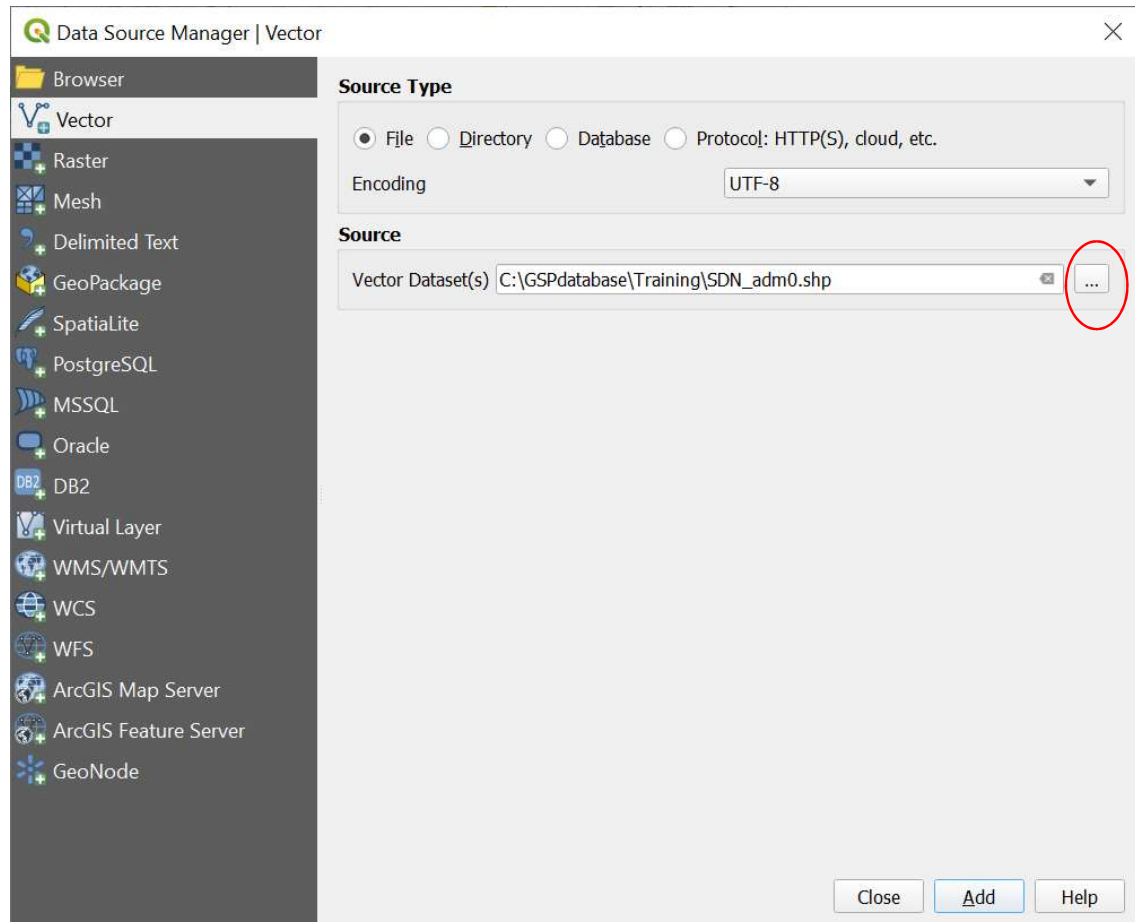 Data Source Manager | Vector
Browser
Vector
Raster
Mesh
Delimited Text
GeoPackage
SpatiaLite
PostgreSQL
MSSQL
Oracle
DB2
DB2
Virtual Layer
WMS/WMTS
WCS
WFS
ArcGIS Map Server
ArcGIS Feature Server
GeoNode
Source Type
File Directory Database Protocol: HTTP(S), cloud, etc.
Encoding UTF-8
Source
Vector Dataset(s) C:\GSPdatabase\Training\SDN_adm0.shp ...
Close Add Help